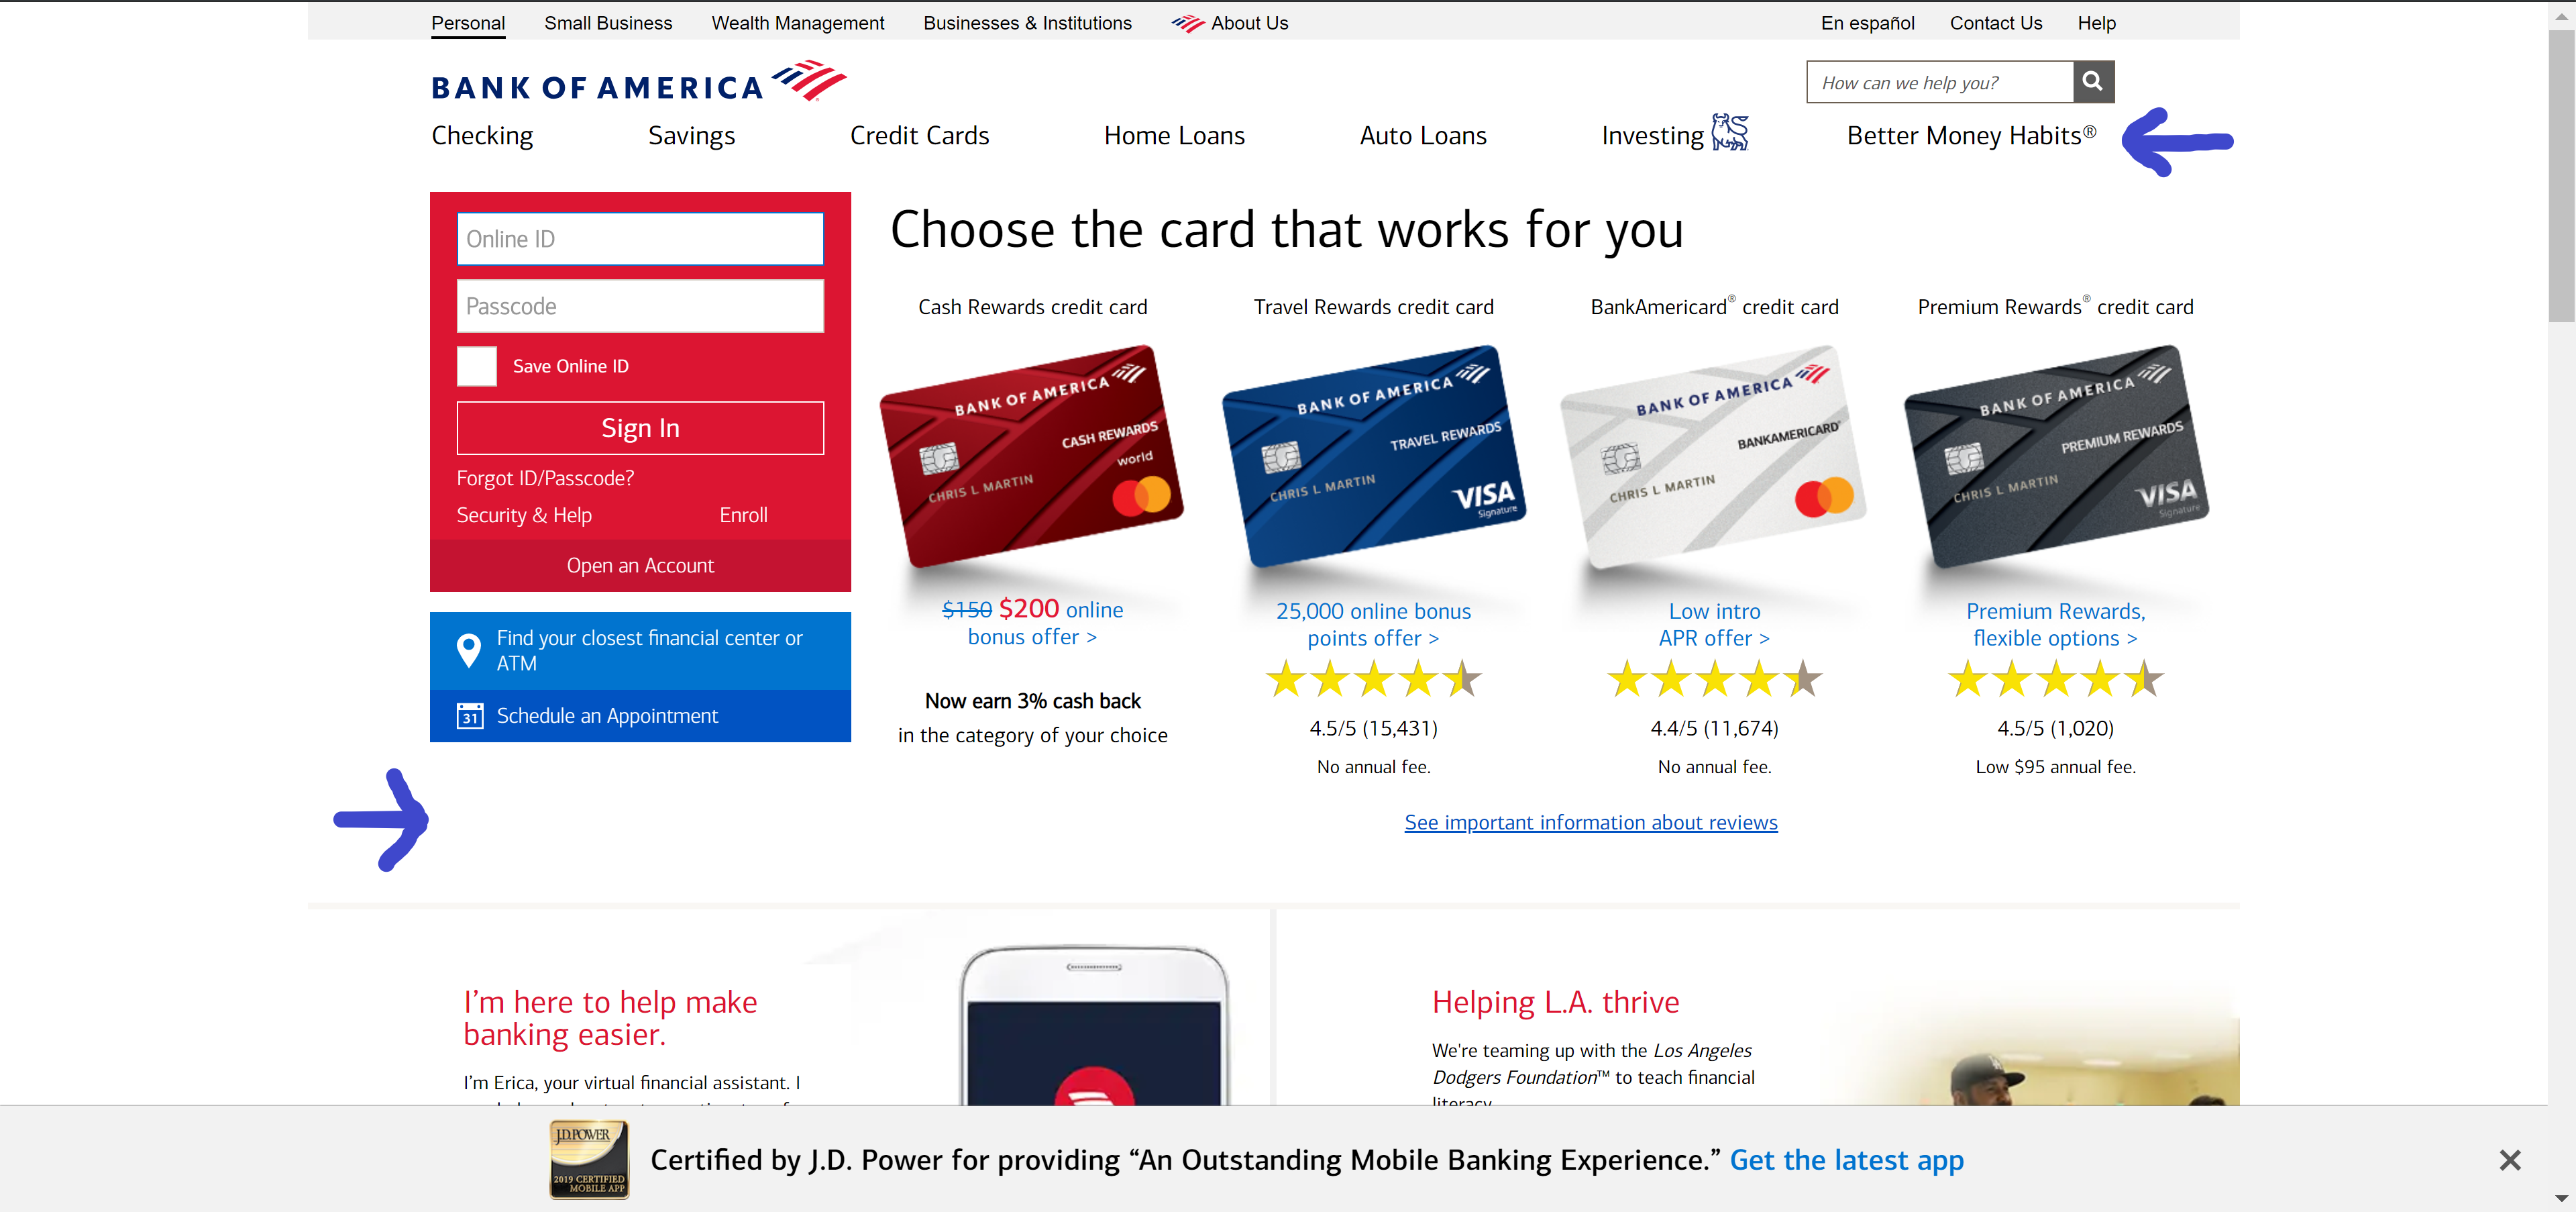 Personal Small Business Wealth Management Businesses & Institutions About Us En español Contact Us Help
BANK OF AMERICA
How can we help you?
Checking Savings Credit Cards Home Loans Auto Loans Investing Better Money Habits®
Online ID
Passcode
Save Online ID
Sign In
Forgot ID/Passcode?
Security & Help Enroll
Open an Account
Find your closest financial center or
ATM
31 Schedule an Appointment
Choose the card that works for you
Cash Rewards credit card
BANK OF AMERICA
CASH REWARDS
world
CHRIS L MARTIN
$150 $200 online
bonus offer >
Now earn 3% cash back
in the category of your choice
Travel Rewards credit card
BANK OF AMERICA
TRAVEL REWARDS
CHRIS L MARTIN
VISA
Signature
25,000 online bonus
points offer >
4.5/5 (15,431)
No annual fee.
BankAmericard® credit card
BANK OF AMERICA
BANKAMERICARD®
CHRIS L MARTIN
Low intro
APR offer >
4.4/5 (11,674)
No annual fee.
Premium Rewards® credit card
BANK OF AMERICA
PREMIUM REWARDS
CHRIS L MARTIN
VISA
Signature
Premium Rewards,
flexible options >
4.5/5 (1,020)
Low $95 annual fee.
See important information about reviews
I'm here to help make
banking easier.
I'm Erica, your virtual financial assistant. I
Helping L.A. thrive
We're teaming up with the Los Angeles
Dodgers Foundation™ to teach financial
literacy
J.D.POWER
2019 CERTIFIED
MOBILE APP
Certified by J.D. Power for providing “An Outstanding Mobile Banking Experience.” Get the latest app